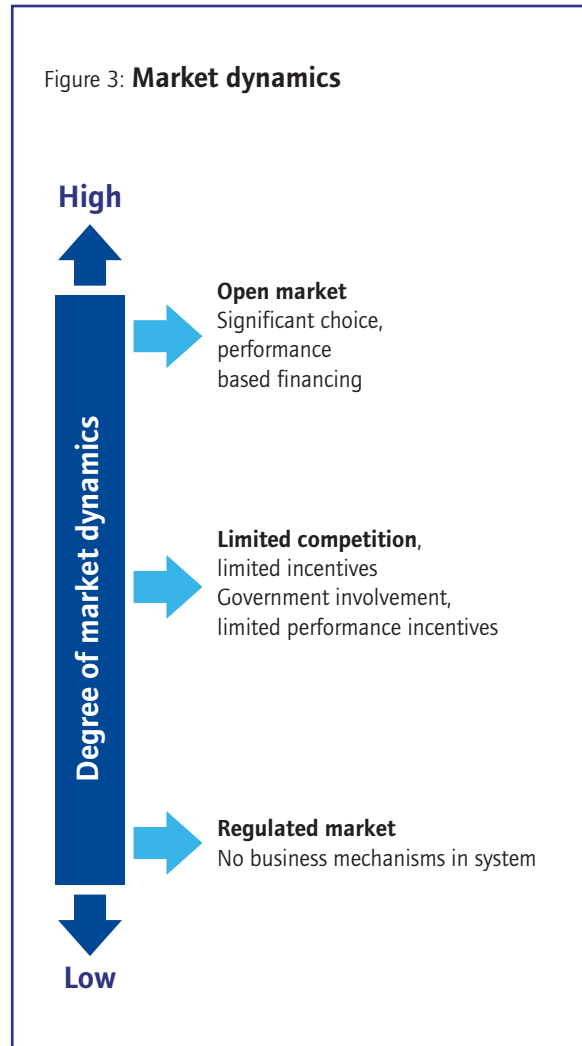 Figure 3: Market dynamics
High
Open market
Significant choice,
performance
based financing
Degree of market dynamics
Limited competition,
limited incentives
Government involvement,
limited performance incentives
Regulated market
No business mechanisms in system
Low